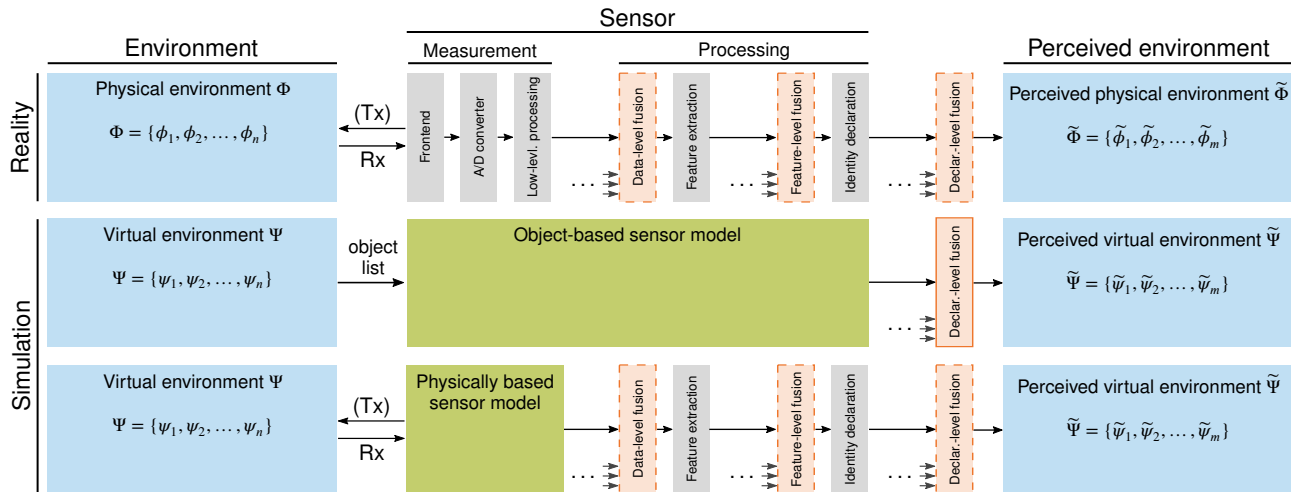 Sensor
Environment
Measurement
Processing
Perceived environment
Reality
Physical environment Φ
Φ = {ϕ₁, ϕ₂, … , ϕₙ}
(Tx)
Rx
Frontend
A/D converter
Low-levl. processing
. . .
Data-level fusion
Feature extraction
. . .
Feature-level fusion
Identity declaration
. . .
Declar.-level fusion
Perceived physical environment Φ̃
Φ̃ = {ϕ̃₁, ϕ̃₂, … , ϕ̃ₘ}
Simulation
Virtual environment Ψ
Ψ = {ψ₁, ψ₂, … , ψₙ}
object
list
Object-based sensor model
. . .
Declar.-level fusion
Perceived virtual environment Ψ̃
Ψ̃ = {ψ̃₁, ψ̃₂, … , ψ̃ₘ}
Virtual environment Ψ
Ψ = {ψ₁, ψ₂, … , ψₙ}
(Tx)
Rx
Physically based
sensor model
. . .
Data-level fusion
Feature extraction
. . .
Feature-level fusion
Identity declaration
. . .
Declar.-level fusion
Perceived virtual environment Ψ̃
Ψ̃ = {ψ̃₁, ψ̃₂, … , ψ̃ₘ}